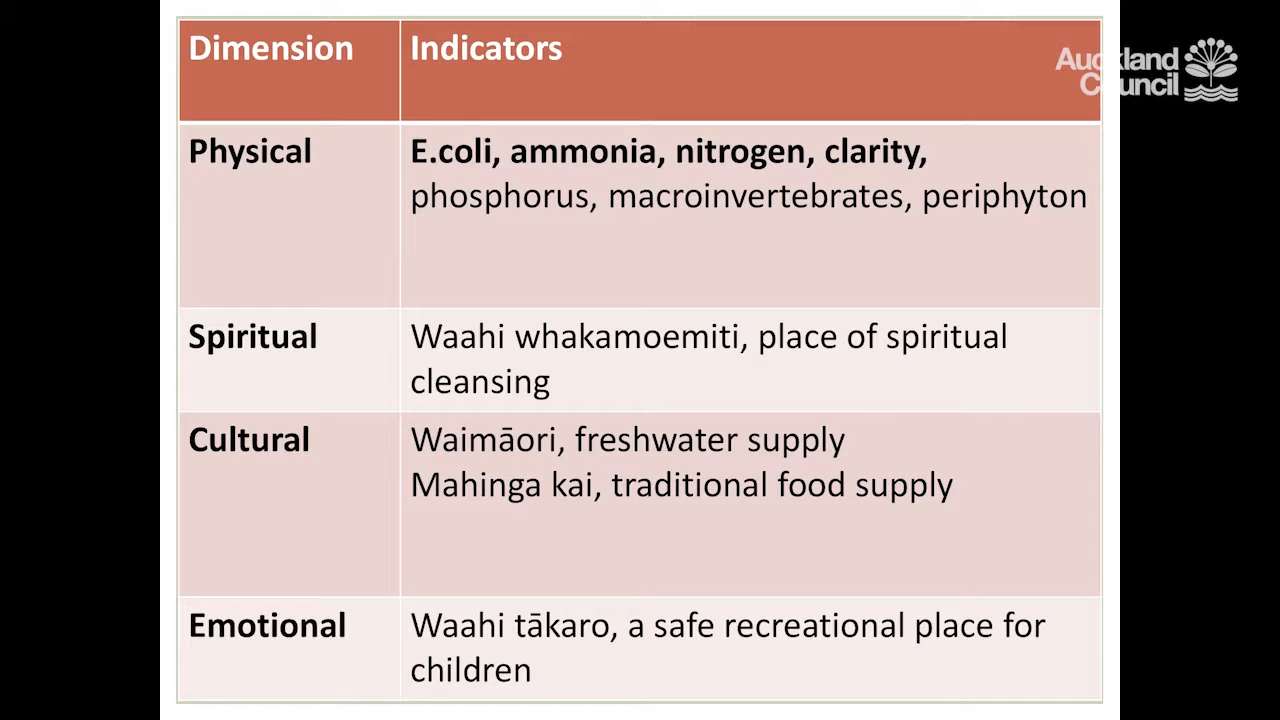 Dimension
Indicators
Auckland
Council
Physical
E.coli, ammonia, nitrogen, clarity,
phosphorus, macroinvertebrates, periphyton
Spiritual
Waahi whakamoemiti, place of spiritual
cleansing
Cultural
Waimāori, freshwater supply
Mahinga kai, traditional food supply
Emotional
Waahi tākaro, a safe recreational place for
children